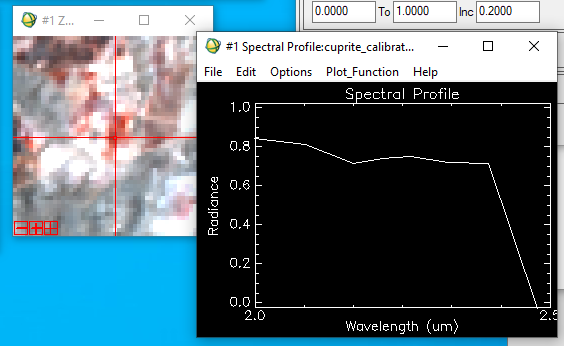 0.0000 To 1.0000 Inc 0.2000
#1 Z...
#1 Spectral Profile:cuprite_calibrat...
File Edit Options Plot_Function Help
Spectral Profile
1.0
0.8
0.6
0.4
0.2
0.0
Radiance
2.0 2.5
Wavelength (um)